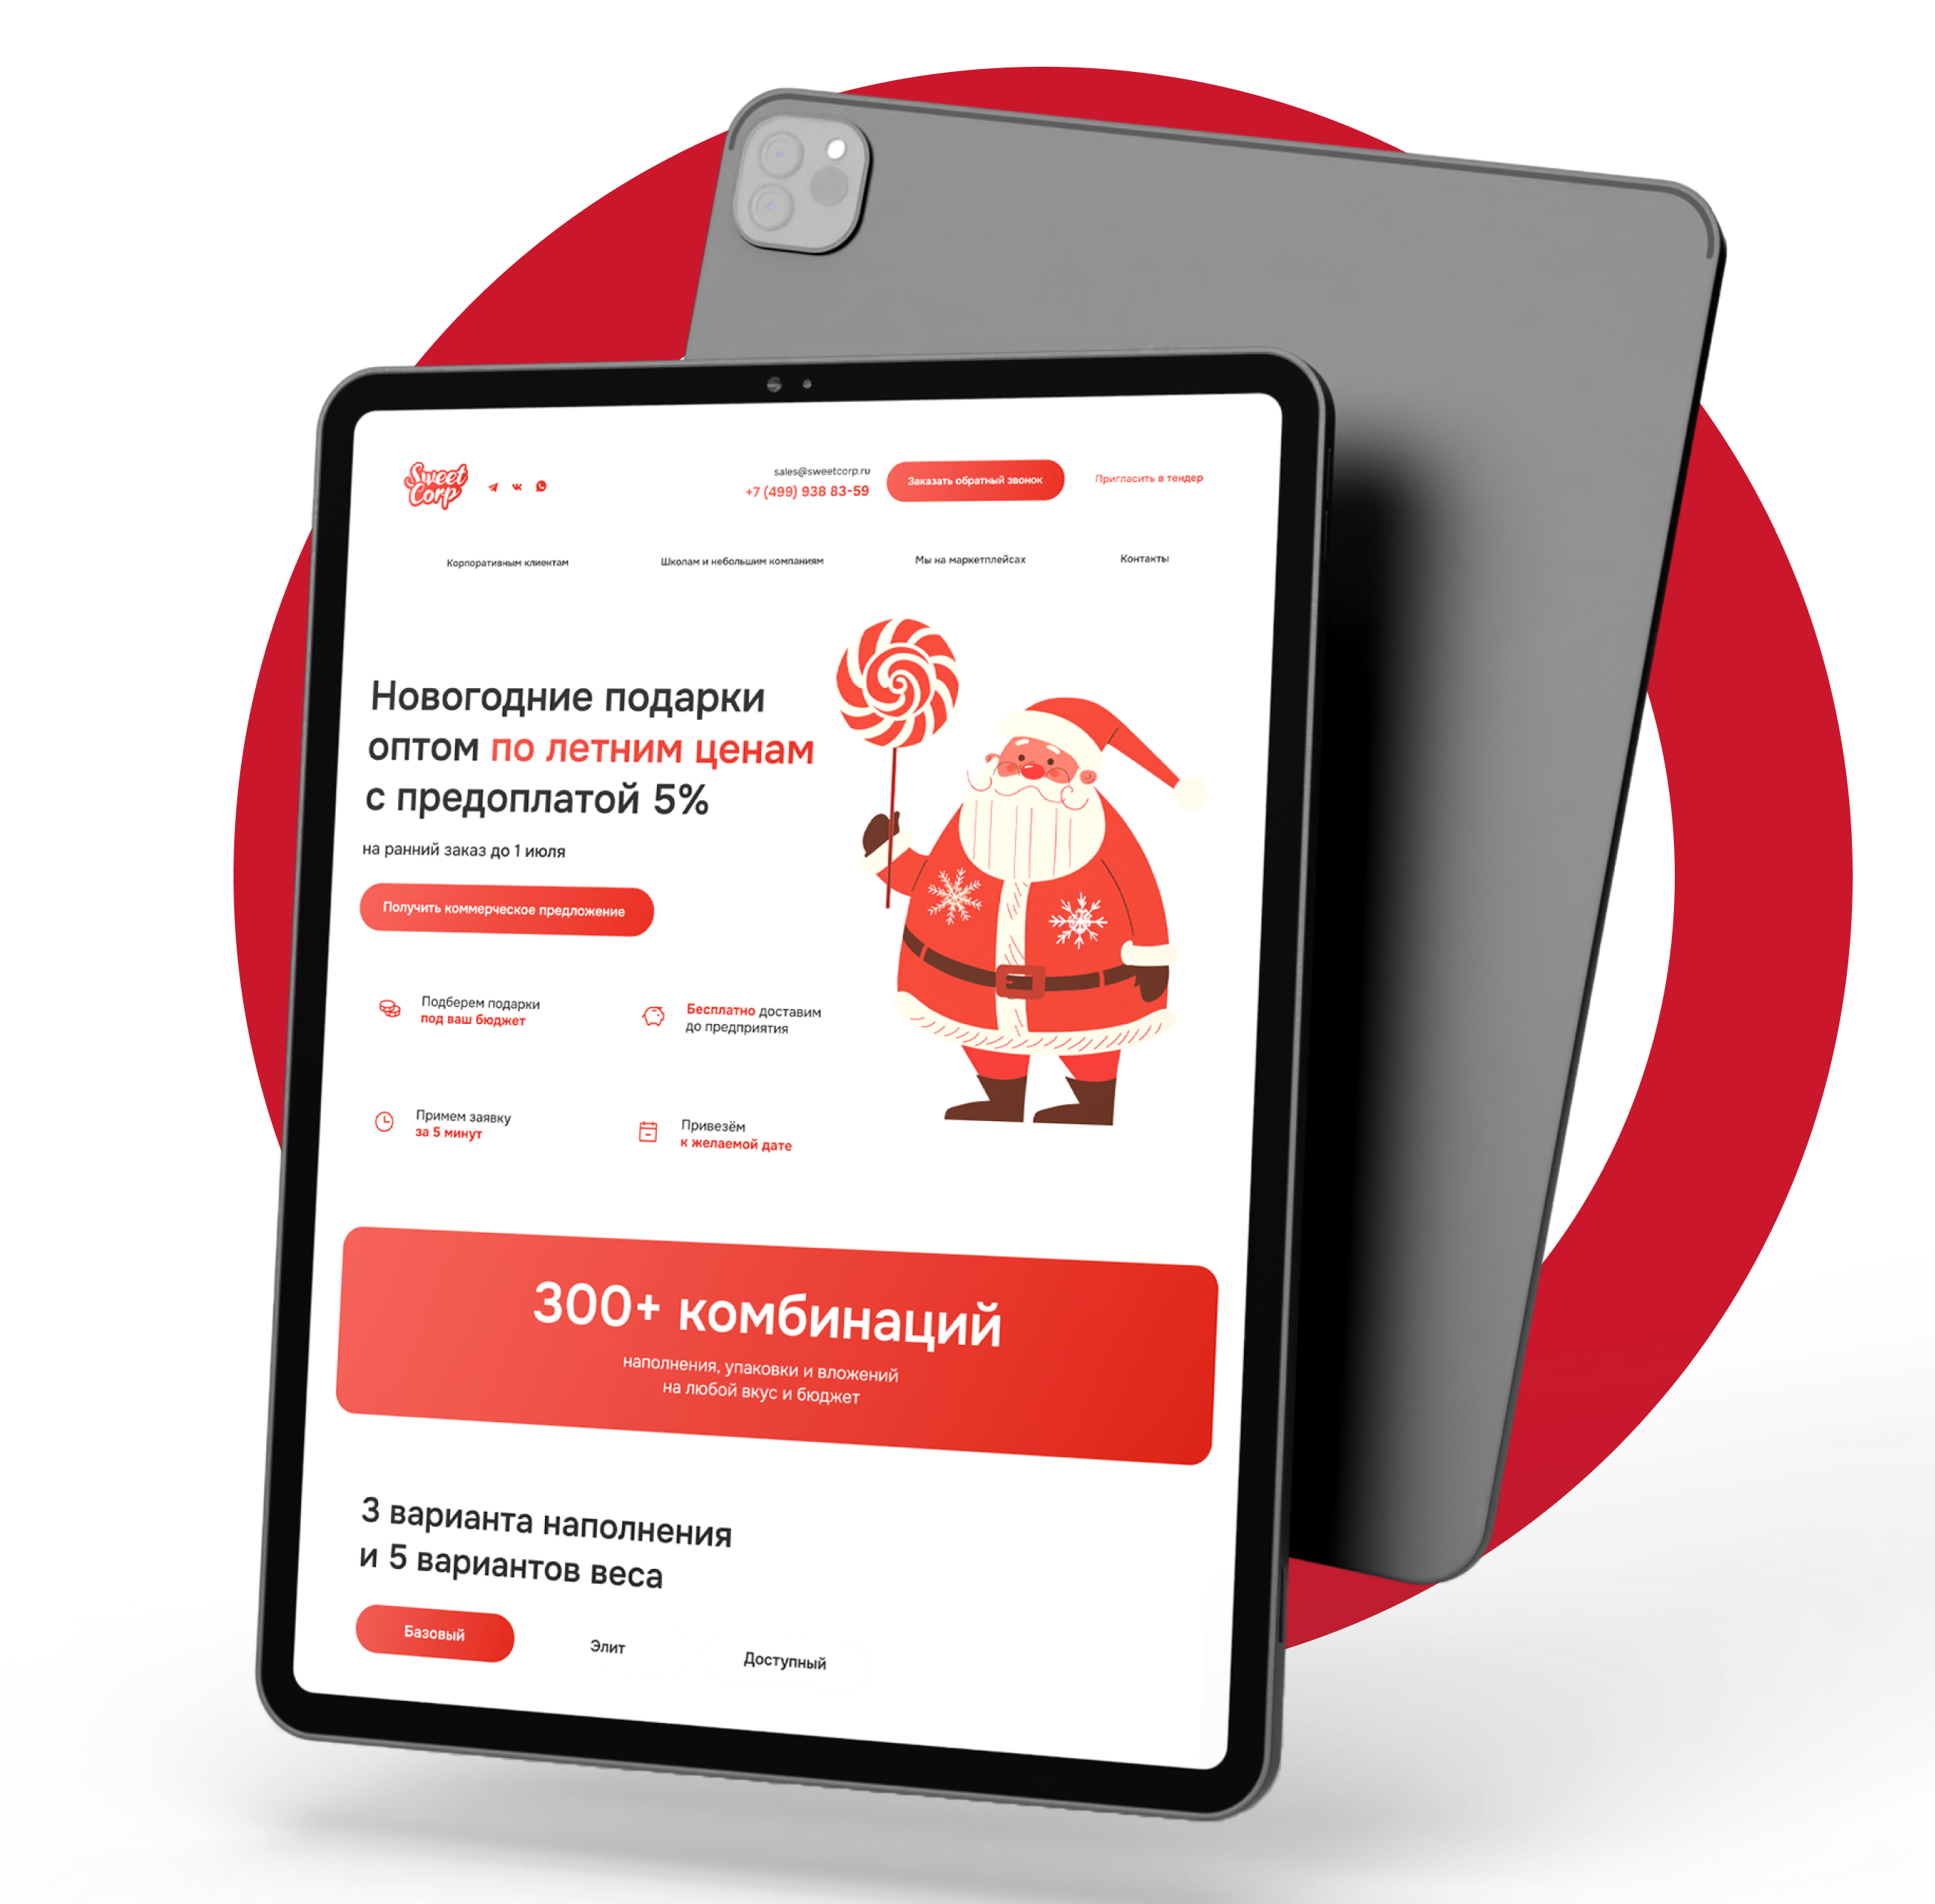 Sweet
Corp
sales@sweetcorp.ru
+7 (499) 938 83-59
Заказать обратный звонок
Пригласить в тендер
Корпоративным клиентам
Школам и небольшим компаниям
Мы на маркетплейсах
Контакты
Новогодние подарки
оптом по летним ценам
с предоплатой 5%
на ранний заказ до 1 июля
Получить коммерческое предложение
Подберем подарки
под ваш бюджет
Бесплатно доставим
до предприятия
Примем заявку
за 5 минут
Привезём
к желаемой дате
300+ комбинаций
наполнения, упаковки и вложений
на любой вкус и бюджет
3 варианта наполнения
и 5 вариантов веса
Базовый
Элит
Доступный